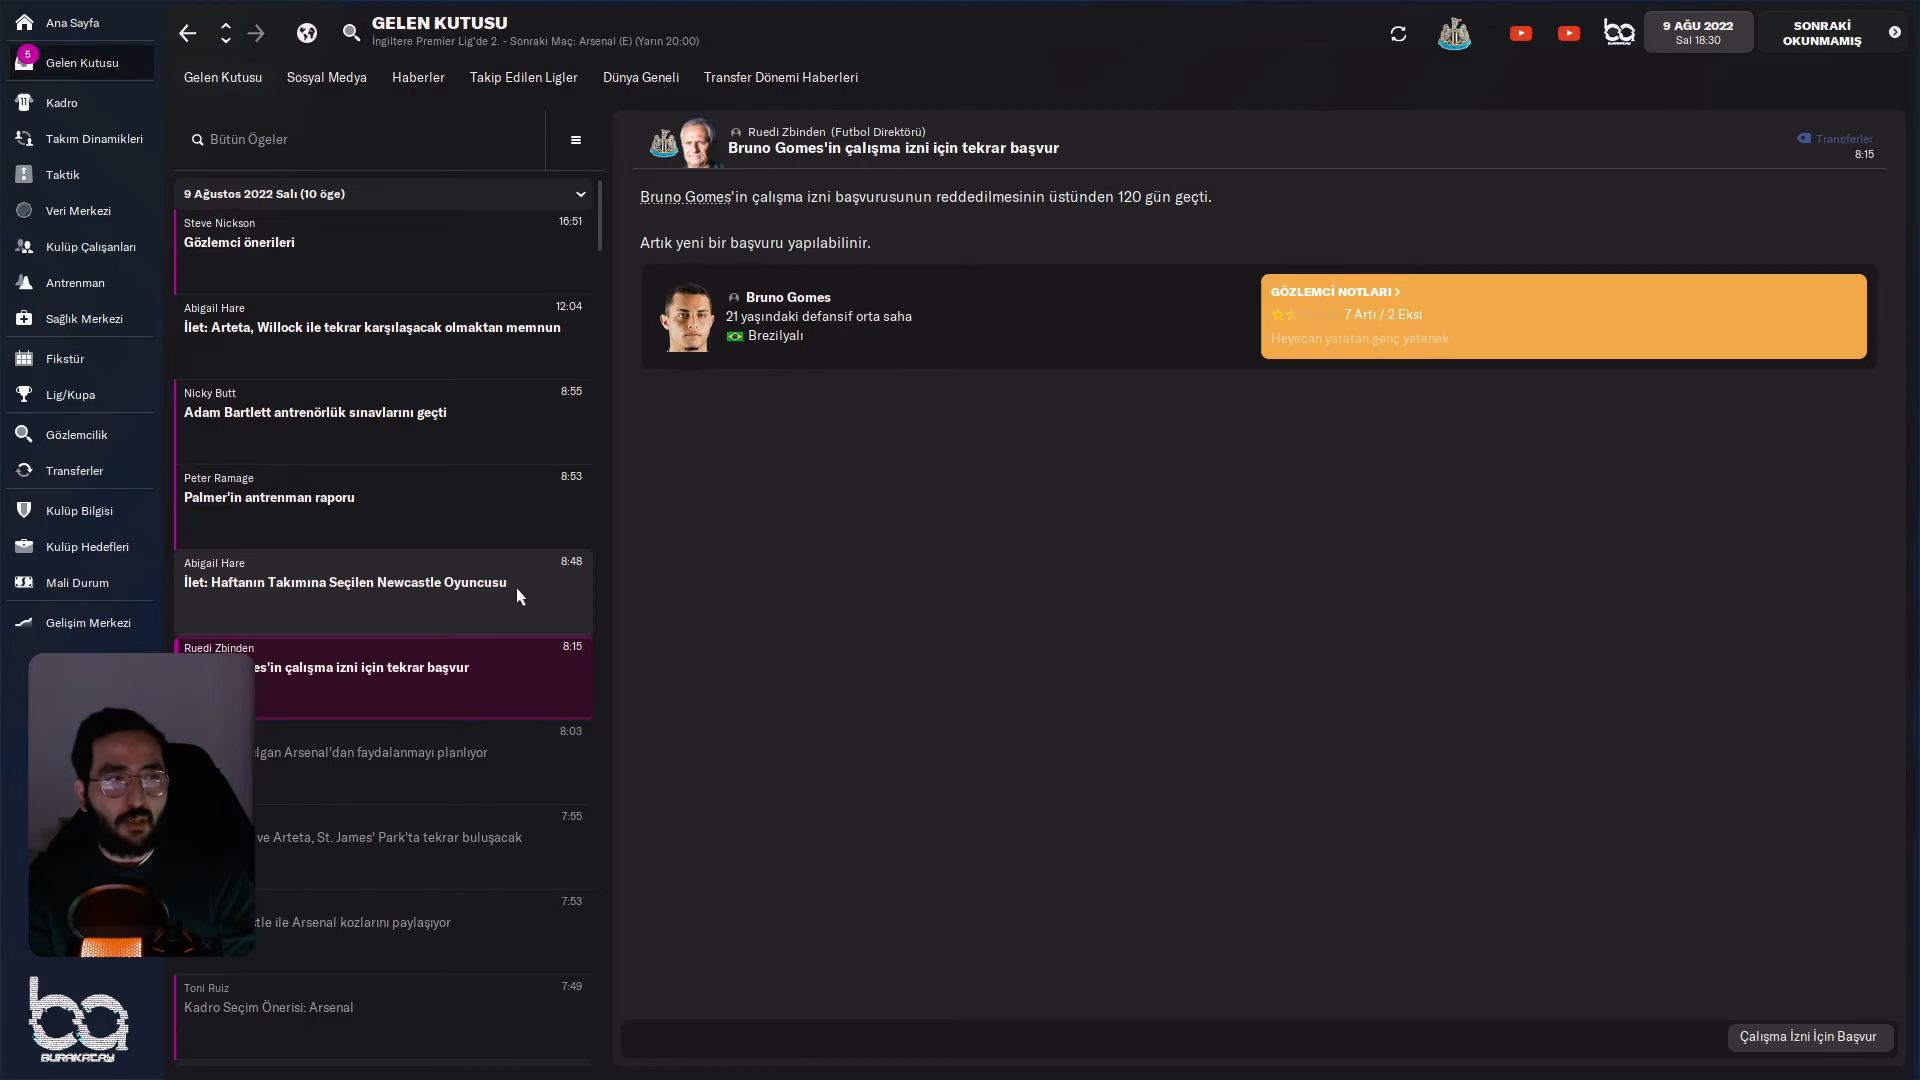 Ana Sayfa
6
Gelen Kutusu
Kadro
Takım Dinamikleri
Taktik
Veri Merkezi
Kulüp Çalışanları
Antrenman
Sağlık Merkezi
Fikstür
Lig/Kupa
Gözlemcilik
Transferler
Kulüp Bilgisi
Kulüp Hedefleri
Mali Durum
Gelişim Merkezi
BURAKATAY
GELEN KUTUSU
İngiltere Premier Lig'de 2. - Sonraki Maç: Arsenal (E) (Yarın 20:00)
9 AĞU 2022
Sal 18:30
SONRAKİ
OKUNMAMIŞ
Gelen Kutusu
Sosyal Medya
Haberler
Takip Edilen Ligler
Dünya Geneli
Transfer Dönemi Haberleri
Bütün Ögeler
9 Ağustos 2022 Salı (10 öge)
Steve Nickson 16:51
Gözlemci önerileri
Abigail Hare 12:04
İlet: Arteta, Willock ile tekrar karşılaşacak olmaktan memnun
Nicky Butt 8:55
Adam Bartlett antrenörlük sınavlarını geçti
Peter Ramage 8:53
Palmer'in antrenman raporu
Abigail Hare 8:48
İlet: Haftanın Takımına Seçilen Newcastle Oyuncusu
Ruedi Zbinden 8:15
es'in çalışma izni için tekrar başvur
8:03
lgan Arsenal'dan faydalanmayı planlıyor
7:55
ve Arteta, St. James' Park'ta tekrar buluşacak
7:53
tle ile Arsenal kozlarını paylaşıyor
Toni Ruiz 7:49
Kadro Seçim Önerisi: Arsenal
Ruedi Zbinden (Futbol Direktörü)
Bruno Gomes'in çalışma izni için tekrar başvur
Transferler
8:15
Bruno Gomes'in çalışma izni başvurusunun reddedilmesinin üstünden 120 gün geçti.
Artık yeni bir başvuru yapılabilinir.
Bruno Gomes
21 yaşındaki defansif orta saha
Brezilyalı
GÖZLEMCİ NOTLARI >
7 Artı / 2 Eksi
Heyecan yaratan genç yetenek
Çalışma İzni İçin Başvur